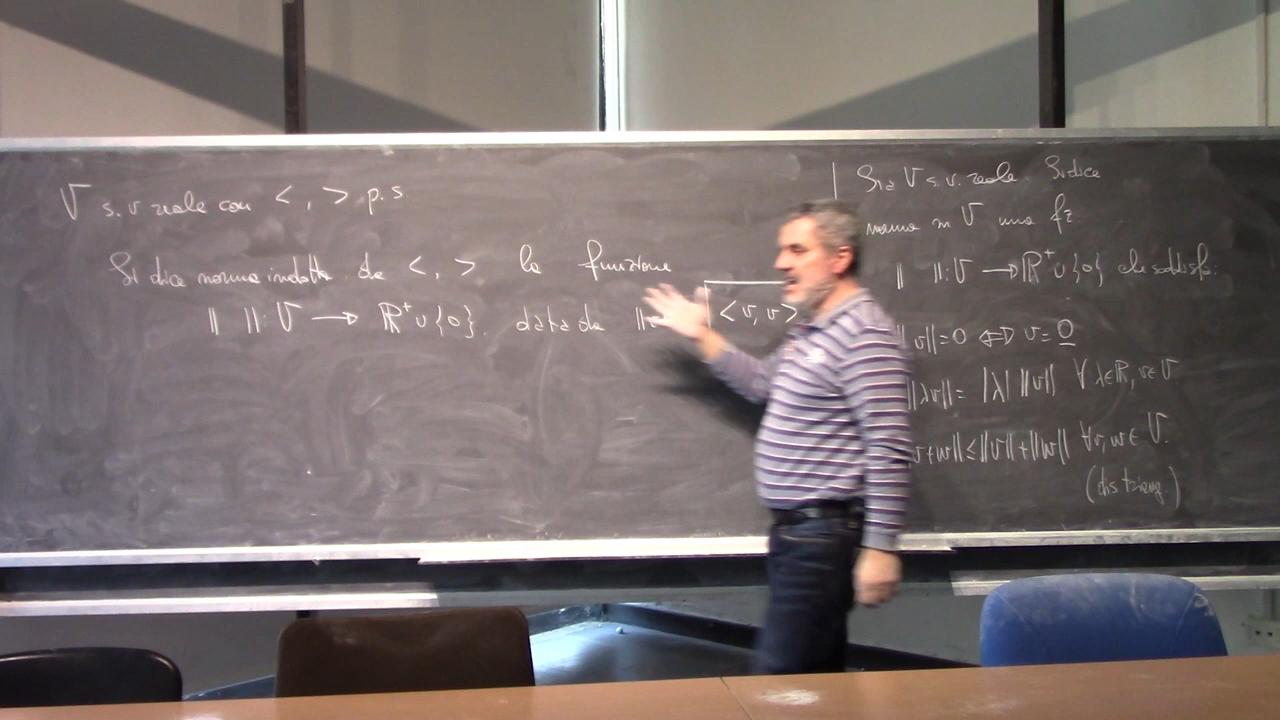 V s.v reale con < , > p.s
Si dice norma indotta da < , > la funzione
|| ||: V → ℝ⁺∪{0}. data da ||v √<v,v>
Sia V s.v. reale. Si dice
norma in V una fz
|| ||: V → ℝ⁺∪{0} che soddisfa:
||v||=0 ⇔ v=0
||λv||= |λ| ||v|| ∀ λ∈ℝ, v∈V
v+w||≤||v||+||w|| ∀v,w∈ V.
(dis triang.)